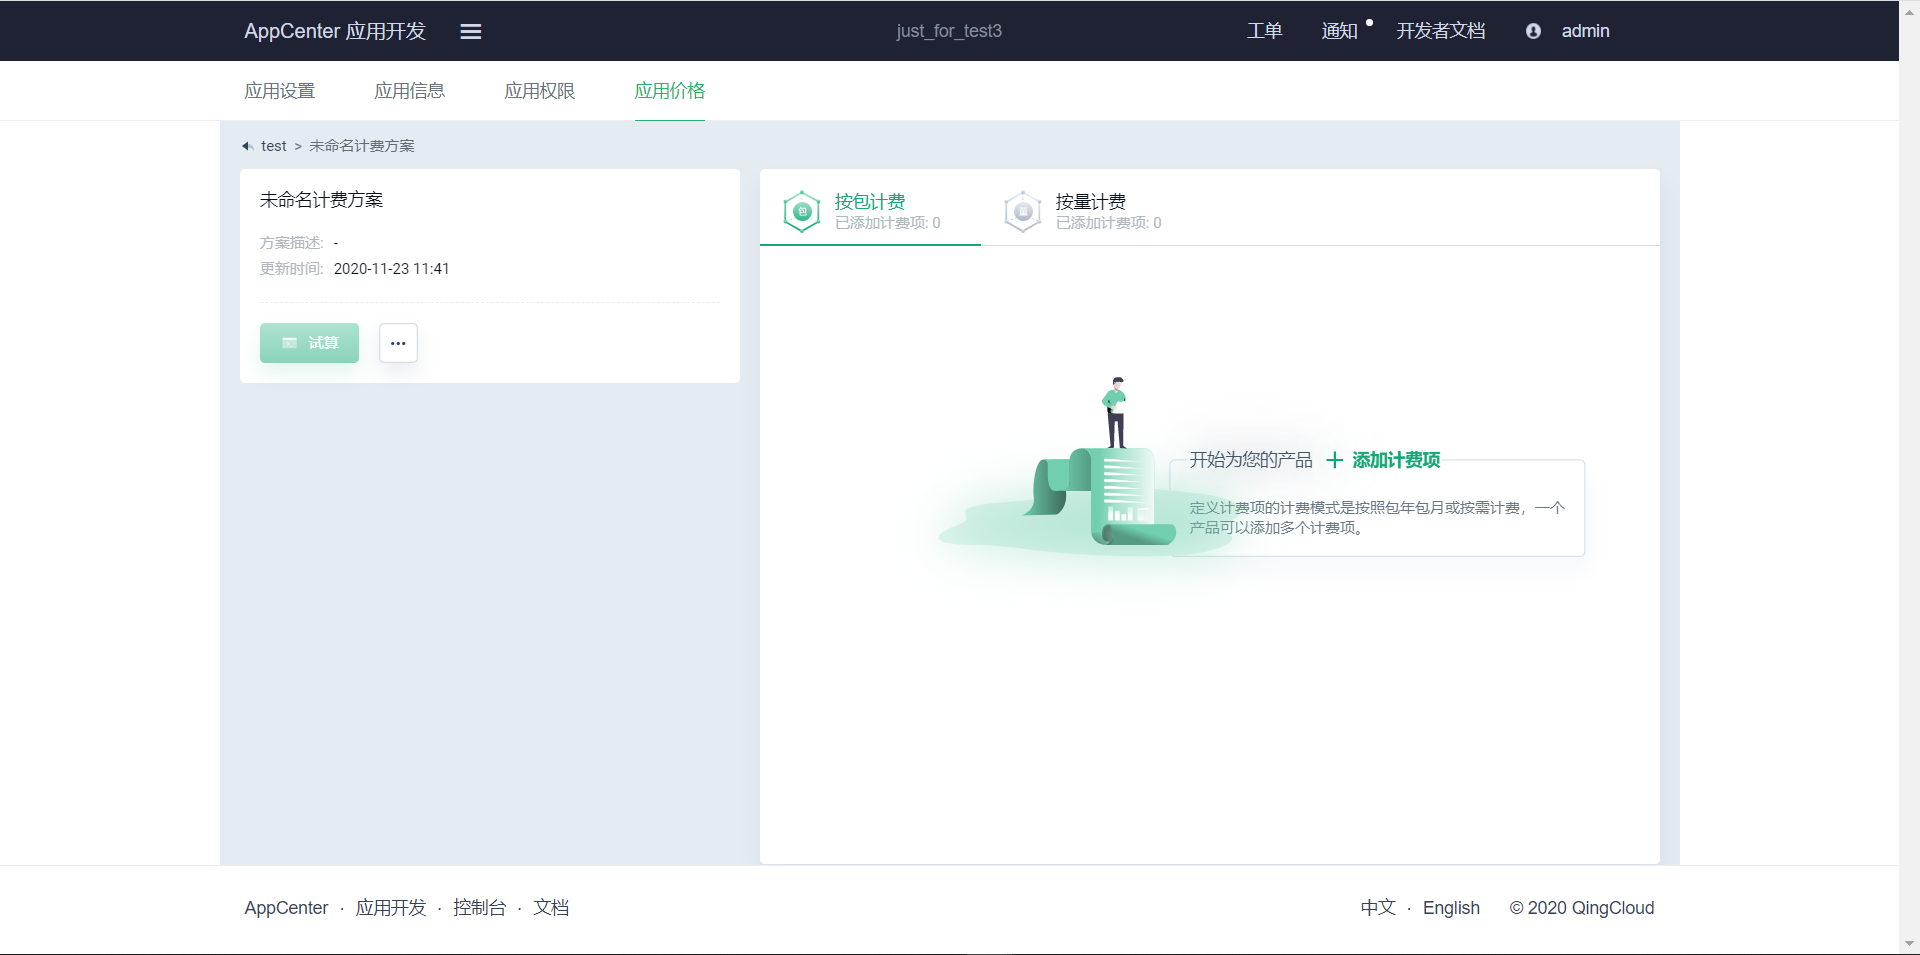 AppCenter 应用开发
just_for_test3
工单
通知
开发者文档
admin
应用设置
应用信息
应用权限
应用价格
test > 未命名计费方案
未命名计费方案
方案描述: -
更新时间: 2020-11-23 11:41
试算
包
按包计费
已添加计费项: 0
量
按量计费
已添加计费项: 0
开始为您的产品 添加计费项
定义计费项的计费模式是按照包年包月或按需计费，一个
产品可以添加多个计费项。
AppCenter · 应用开发 · 控制台 · 文档
中文 · English © 2020 QingCloud